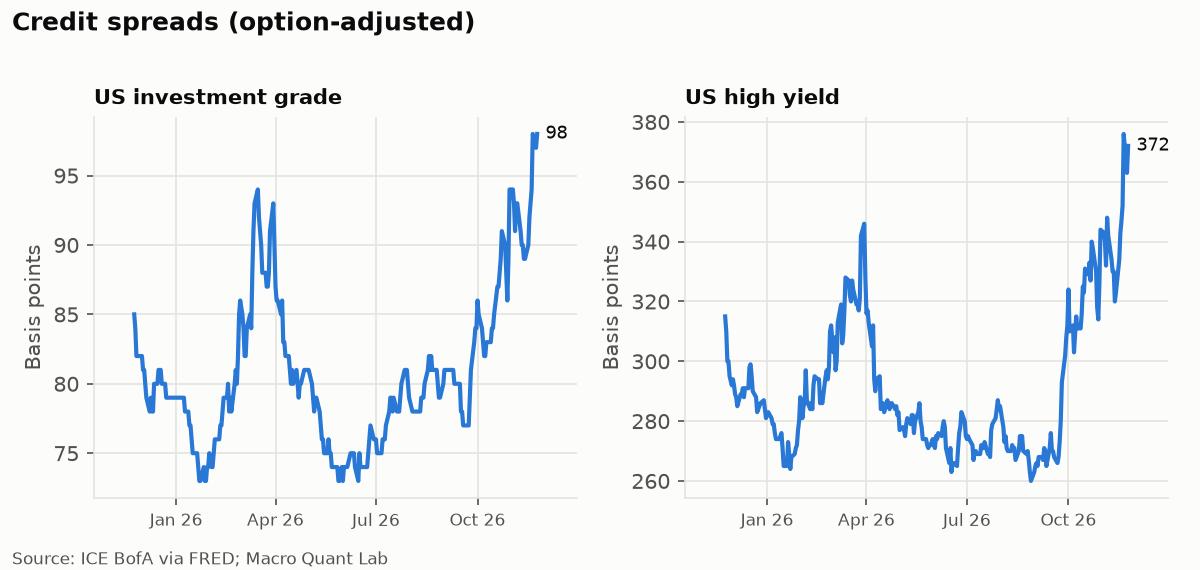 Credit spreads (option-adjusted)
US investment grade
Basis points
95
90
85
80
75
98
Jan 26
Apr 26
Jul 26
Oct 26
US high yield
Basis points
380
360
340
320
300
280
260
372
Jan 26
Apr 26
Jul 26
Oct 26
Source: ICE BofA via FRED; Macro Quant Lab